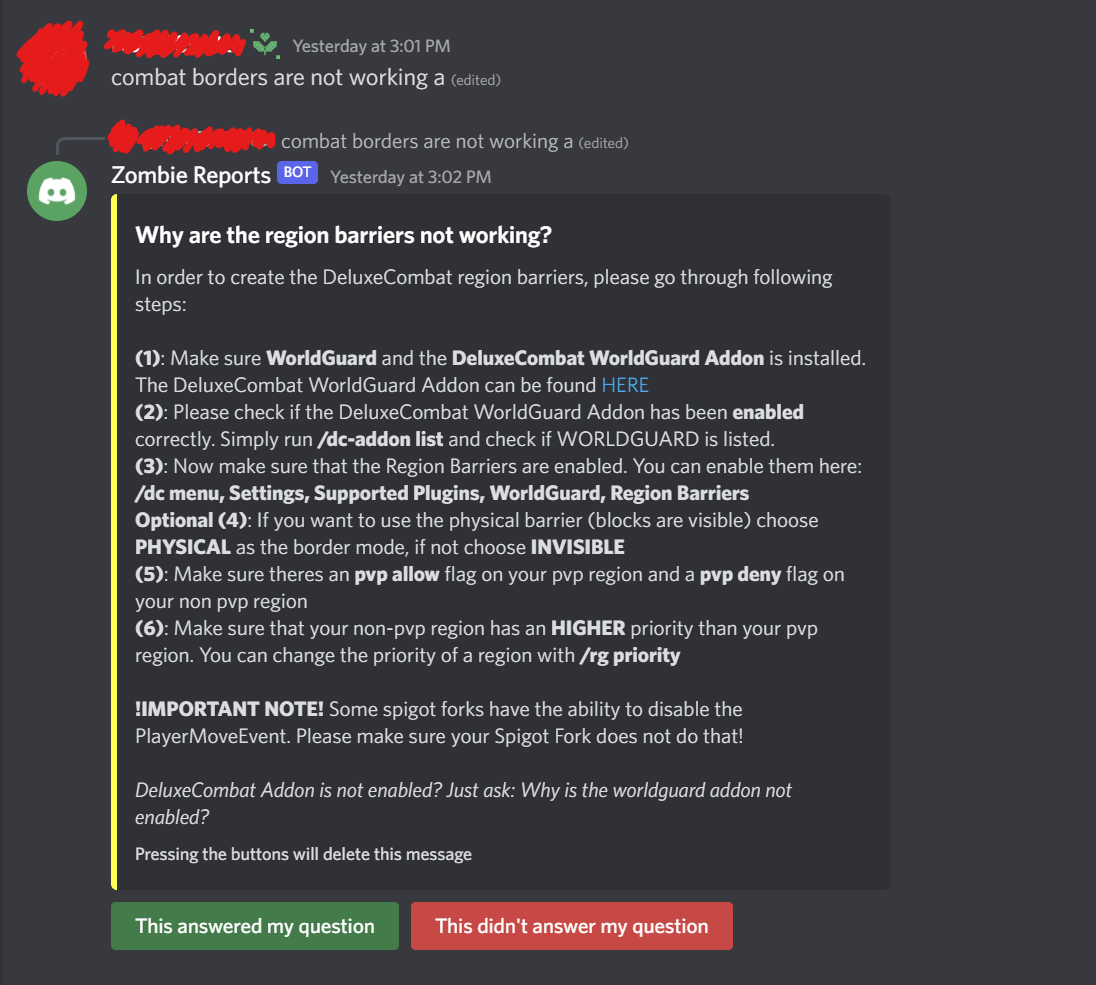 Yesterday at 3:01 PM
combat borders are not working a (edited)
combat borders are not working a (edited)
Zombie Reports BOT Yesterday at 3:02 PM
Why are the region barriers not working?
In order to create the DeluxeCombat region barriers, please go through following
steps:
(1): Make sure WorldGuard and the DeluxeCombat WorldGuard Addon is installed.
The DeluxeCombat WorldGuard Addon can be found HERE
(2): Please check if the DeluxeCombat WorldGuard Addon has been enabled
correctly. Simply run /dc-addon list and check if WORLDGUARD is listed.
(3): Now make sure that the Region Barriers are enabled. You can enable them here:
/dc menu, Settings, Supported Plugins, WorldGuard, Region Barriers
Optional (4): If you want to use the physical barrier (blocks are visible) choose
PHYSICAL as the border mode, if not choose INVISIBLE
(5): Make sure theres an pvp allow flag on your pvp region and a pvp deny flag on
your non pvp region
(6): Make sure that your non-pvp region has an HIGHER priority than your pvp
region. You can change the priority of a region with /rg priority
!IMPORTANT NOTE! Some spigot forks have the ability to disable the
PlayerMoveEvent. Please make sure your Spigot Fork does not do that!
DeluxeCombat Addon is not enabled? Just ask: Why is the worldguard addon not
enabled?
Pressing the buttons will delete this message
This answered my question This didn't answer my question